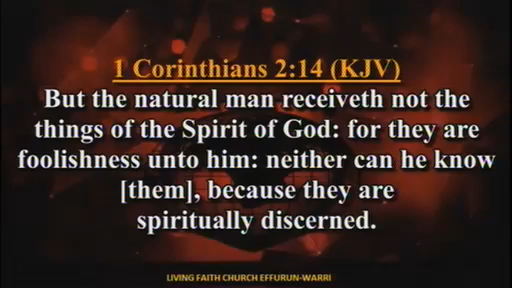 1 Corinthians 2:14 (KJV)
But the natural man receiveth not the
things of the Spirit of God: for they are
foolishness unto him: neither can he know
[them], because they are
spiritually discerned.
LIVING FAITH CHURCH EFFURUN-WARRI